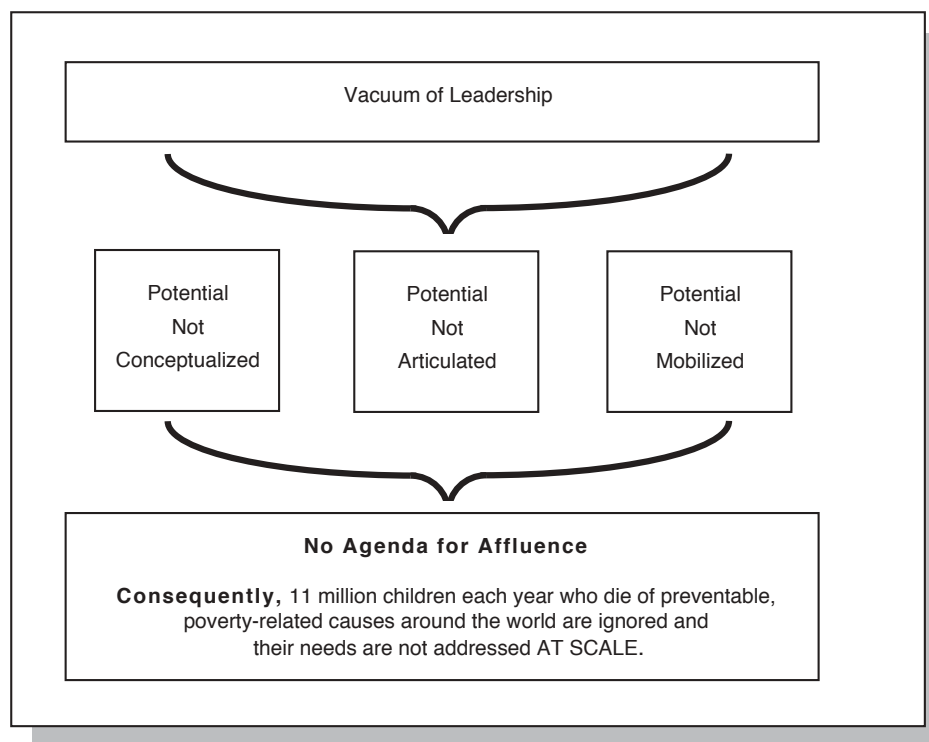 Vacuum of Leadership
Potential
Not
Conceptualized
Potential
Not
Articulated
Potential
Not
Mobilized
No Agenda for Affluence
Consequently, 11 million children each year who die of preventable,
poverty-related causes around the world are ignored and
their needs are not addressed AT SCALE.